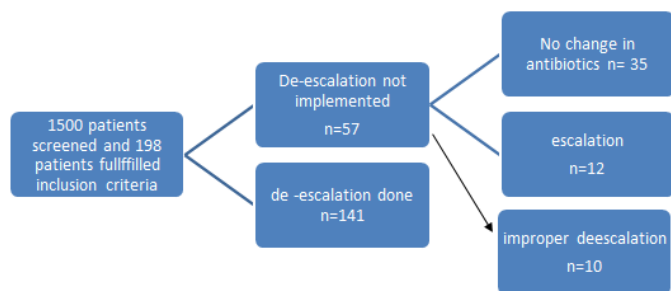 1500 patients
screened and 198
patients fullffilled
inclusion criteria
De-escalation not
implemented
n=57
de -escalation done
n=141
No change in
antibiotics n= 35
escalation
n=12
improper deescalation
n=10